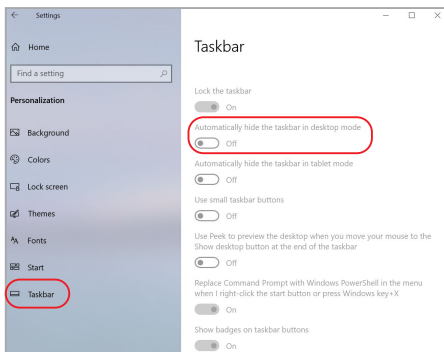 Settings
Home
Find a setting
Personalization
Background
Colors
Lock screen
Themes
Fonts
Start
Taskbar
Taskbar
Lock the taskbar
On
Automatically hide the taskbar in desktop mode
Off
Automatically hide the taskbar in tablet mode
Off
Use small taskbar buttons
Off
Use Peek to preview the desktop when you move your mouse to the
Show desktop button at the end of the taskbar
Off
Replace Command Prompt with Windows PowerShell in the menu
when I right-click the start button or press Windows key+X
On
Show badges on taskbar buttons
On